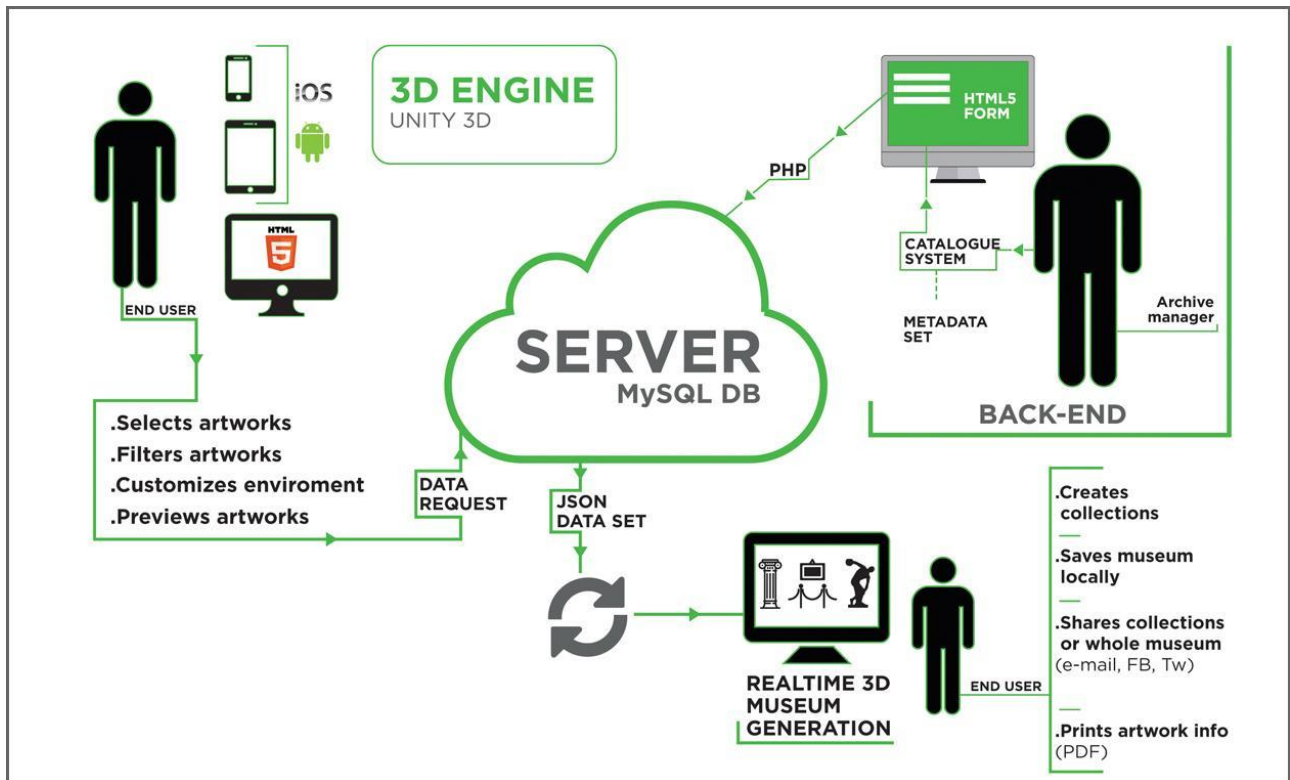 iOS
3D ENGINE
UNITY 3D
HTML
5
END USER
.Selects artworks
.Filters artworks
.Customizes enviroment
.Previews artworks
DATA
REQUEST
SERVER
MySQL DB
PHP
HTML5
FORM
CATALOGUE
SYSTEM
METADATA
SET
Archive
manager
BACK-END
JSON
DATA SET
REALTIME 3D
MUSEUM
GENERATION
END USER
.Creates
collections
.Saves museum
locally
.Shares collections
or whole museum
(e-mail, FB, Tw)
.Prints artwork info
(PDF)